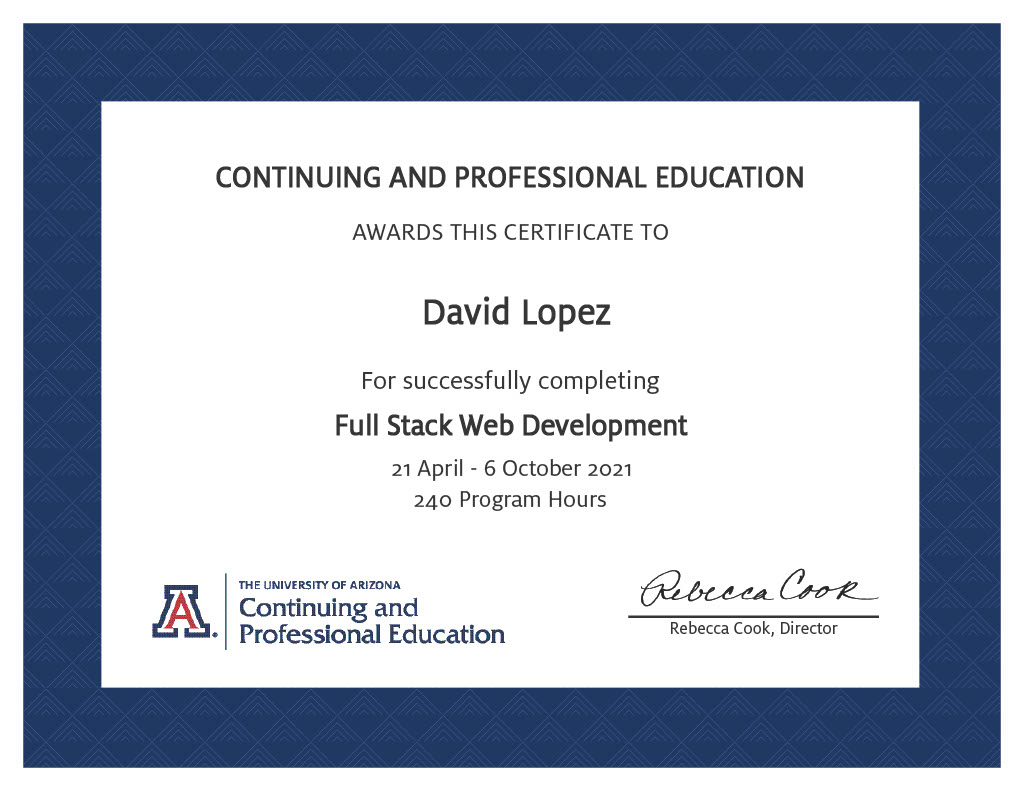 CONTINUING AND PROFESSIONAL EDUCATION
AWARDS THIS CERTIFICATE TO
David Lopez
For successfully completing
Full Stack Web Development
21 April - 6 October 2021
240 Program Hours
A
THE UNIVERSITY OF ARIZONA
Continuing and
Professional Education
Rebecca Cook
Rebecca Cook, Director